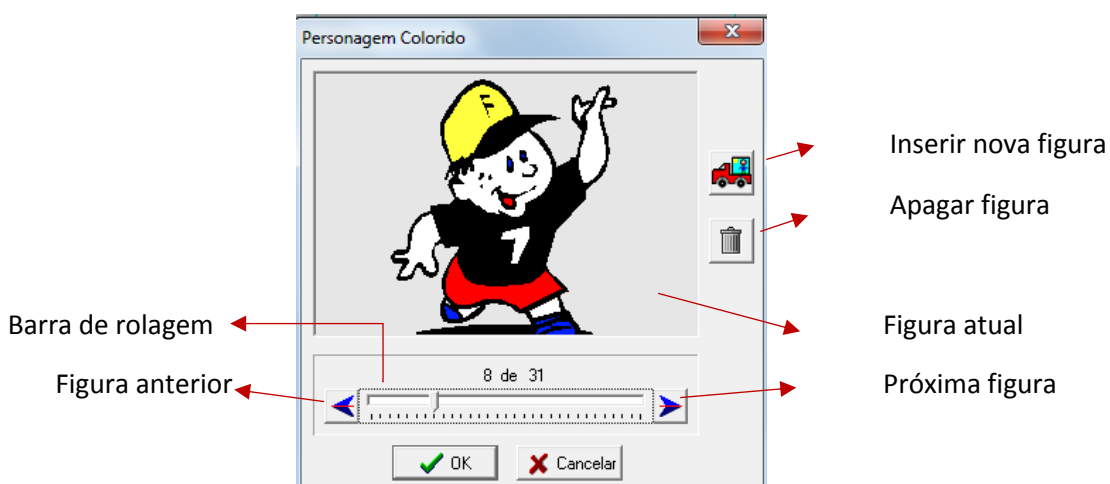 Personagem Colorido
Inserir nova figura
Apagar figura
F
7
Barra de rolagem
Figura atual
8 de 31
Figura anterior
Próxima figura
OK
Cancelar